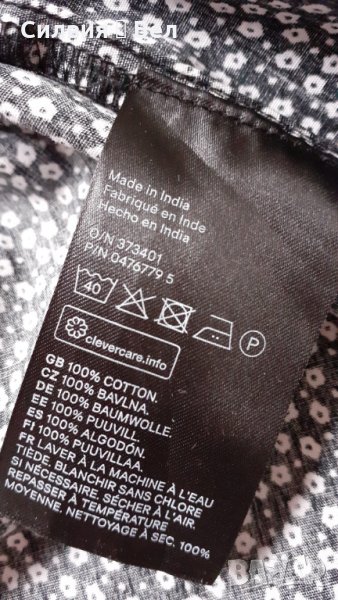 Силвия 2 Вел
Made in India
Fabriqué en Inde
Hecho en India
O/N 373401
P/N 0476779 5
40
P
clevercare.info
GB 100% COTTON.
CZ 100% BAVLNA.
DE 100% BAUMWOLLE.
EE 100% PUUVILL.
ES 100% ALGODÓN.
FI 100% PUUVILLAA.
FR LAVER À LA MACHINE À L'EAU
TIÈDE, BLANCHIR SANS CHLORE
SI NÉCESSAIRE, SÉCHER À L'AIR.
REPASSER À TEMPÉRATURE
MOYENNE. NETTOYAGE À SEC. 100%